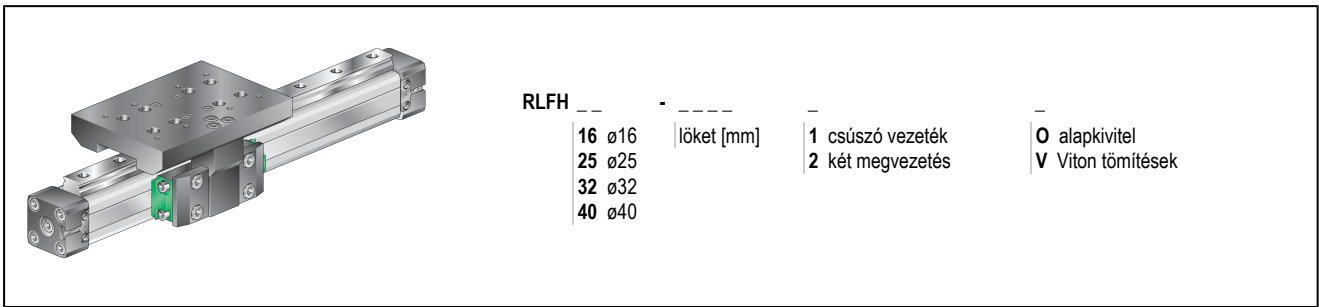 RLFH _ _ - _ _ _ _ _ _
16 ø16 löket [mm] 1 csúszó vezeték O alapkivitel
25 ø25 2 két megvezetés V Viton tömítések
32 ø32
40 ø40